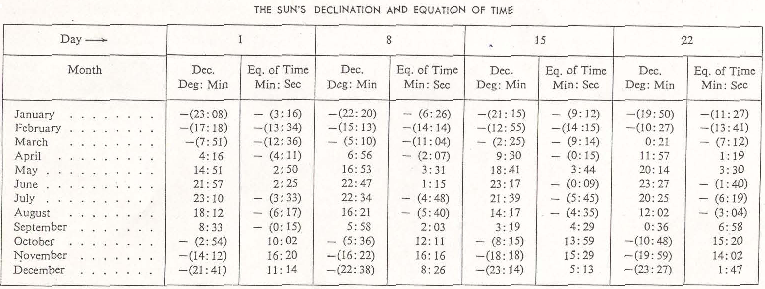 THE SUN'S DECLINATION AND EQUATION OF TIME
Day → 1 8 15 22
Month Dec. Eq. of Time Dec. Eq. of Time Dec. Eq. of Time Dec. Eq. of Time
Deg: Min Min: Sec Deg: Min Min: Sec Deg: Min Min: Sec Deg: Min Min: Sec
January . . . . . . . . —(23:08) — (3:16) —(22:20) — (6:26) —(21:15) — (9:12) —(19:50) —(11:27)
February . . . . . . . . —(17:18) —(13:34) —(15:13) —(14:14) —(12:55) —(14:15) —(10:27) —(13:41)
March . . . . . . . . —(7:51) —(12:36) — (5:10) —(11:04) — (2:25) — (9:14) 0:21 — (7:12)
April . . . . . . . . 4:16 — (4:11) 6:56 — (2:07) 9:30 — (0:15) 11:57 1:19
May . . . . . . . . 14:51 2:50 16:53 3:31 18:41 3:44 20:14 3:30
June . . . . . . . . 21:57 2:25 22:47 1:15 23:17 — (0:09) 23:27 — (1:40)
July . . . . . . . . 23:10 — (3:33) 22:34 — (4:48) 21:39 — (5:45) 20:25 — (6:19)
August . . . . . . . . 18:12 — (6:17) 16:21 — (5:40) 14:17 — (4:35) 12:02 — (3:04)
September . . . . . . . 8:33 — (0:15) 5:58 2:03 3:19 4:29 0:36 6:58
October . . . . . . . . — (2:54) 10:02 — (5:36) 12:11 — (8:15) 13:59 —(10:48) 15:20
November . . . . . . . —(14:12) 16:20 —(16:22) 16:16 —(18:18) 15:29 —(19:59) 14:02
December . . . . . . . —(21:41) 11:14 —(22:38) 8:26 —(23:14) 5:13 —(23:27) 1:47